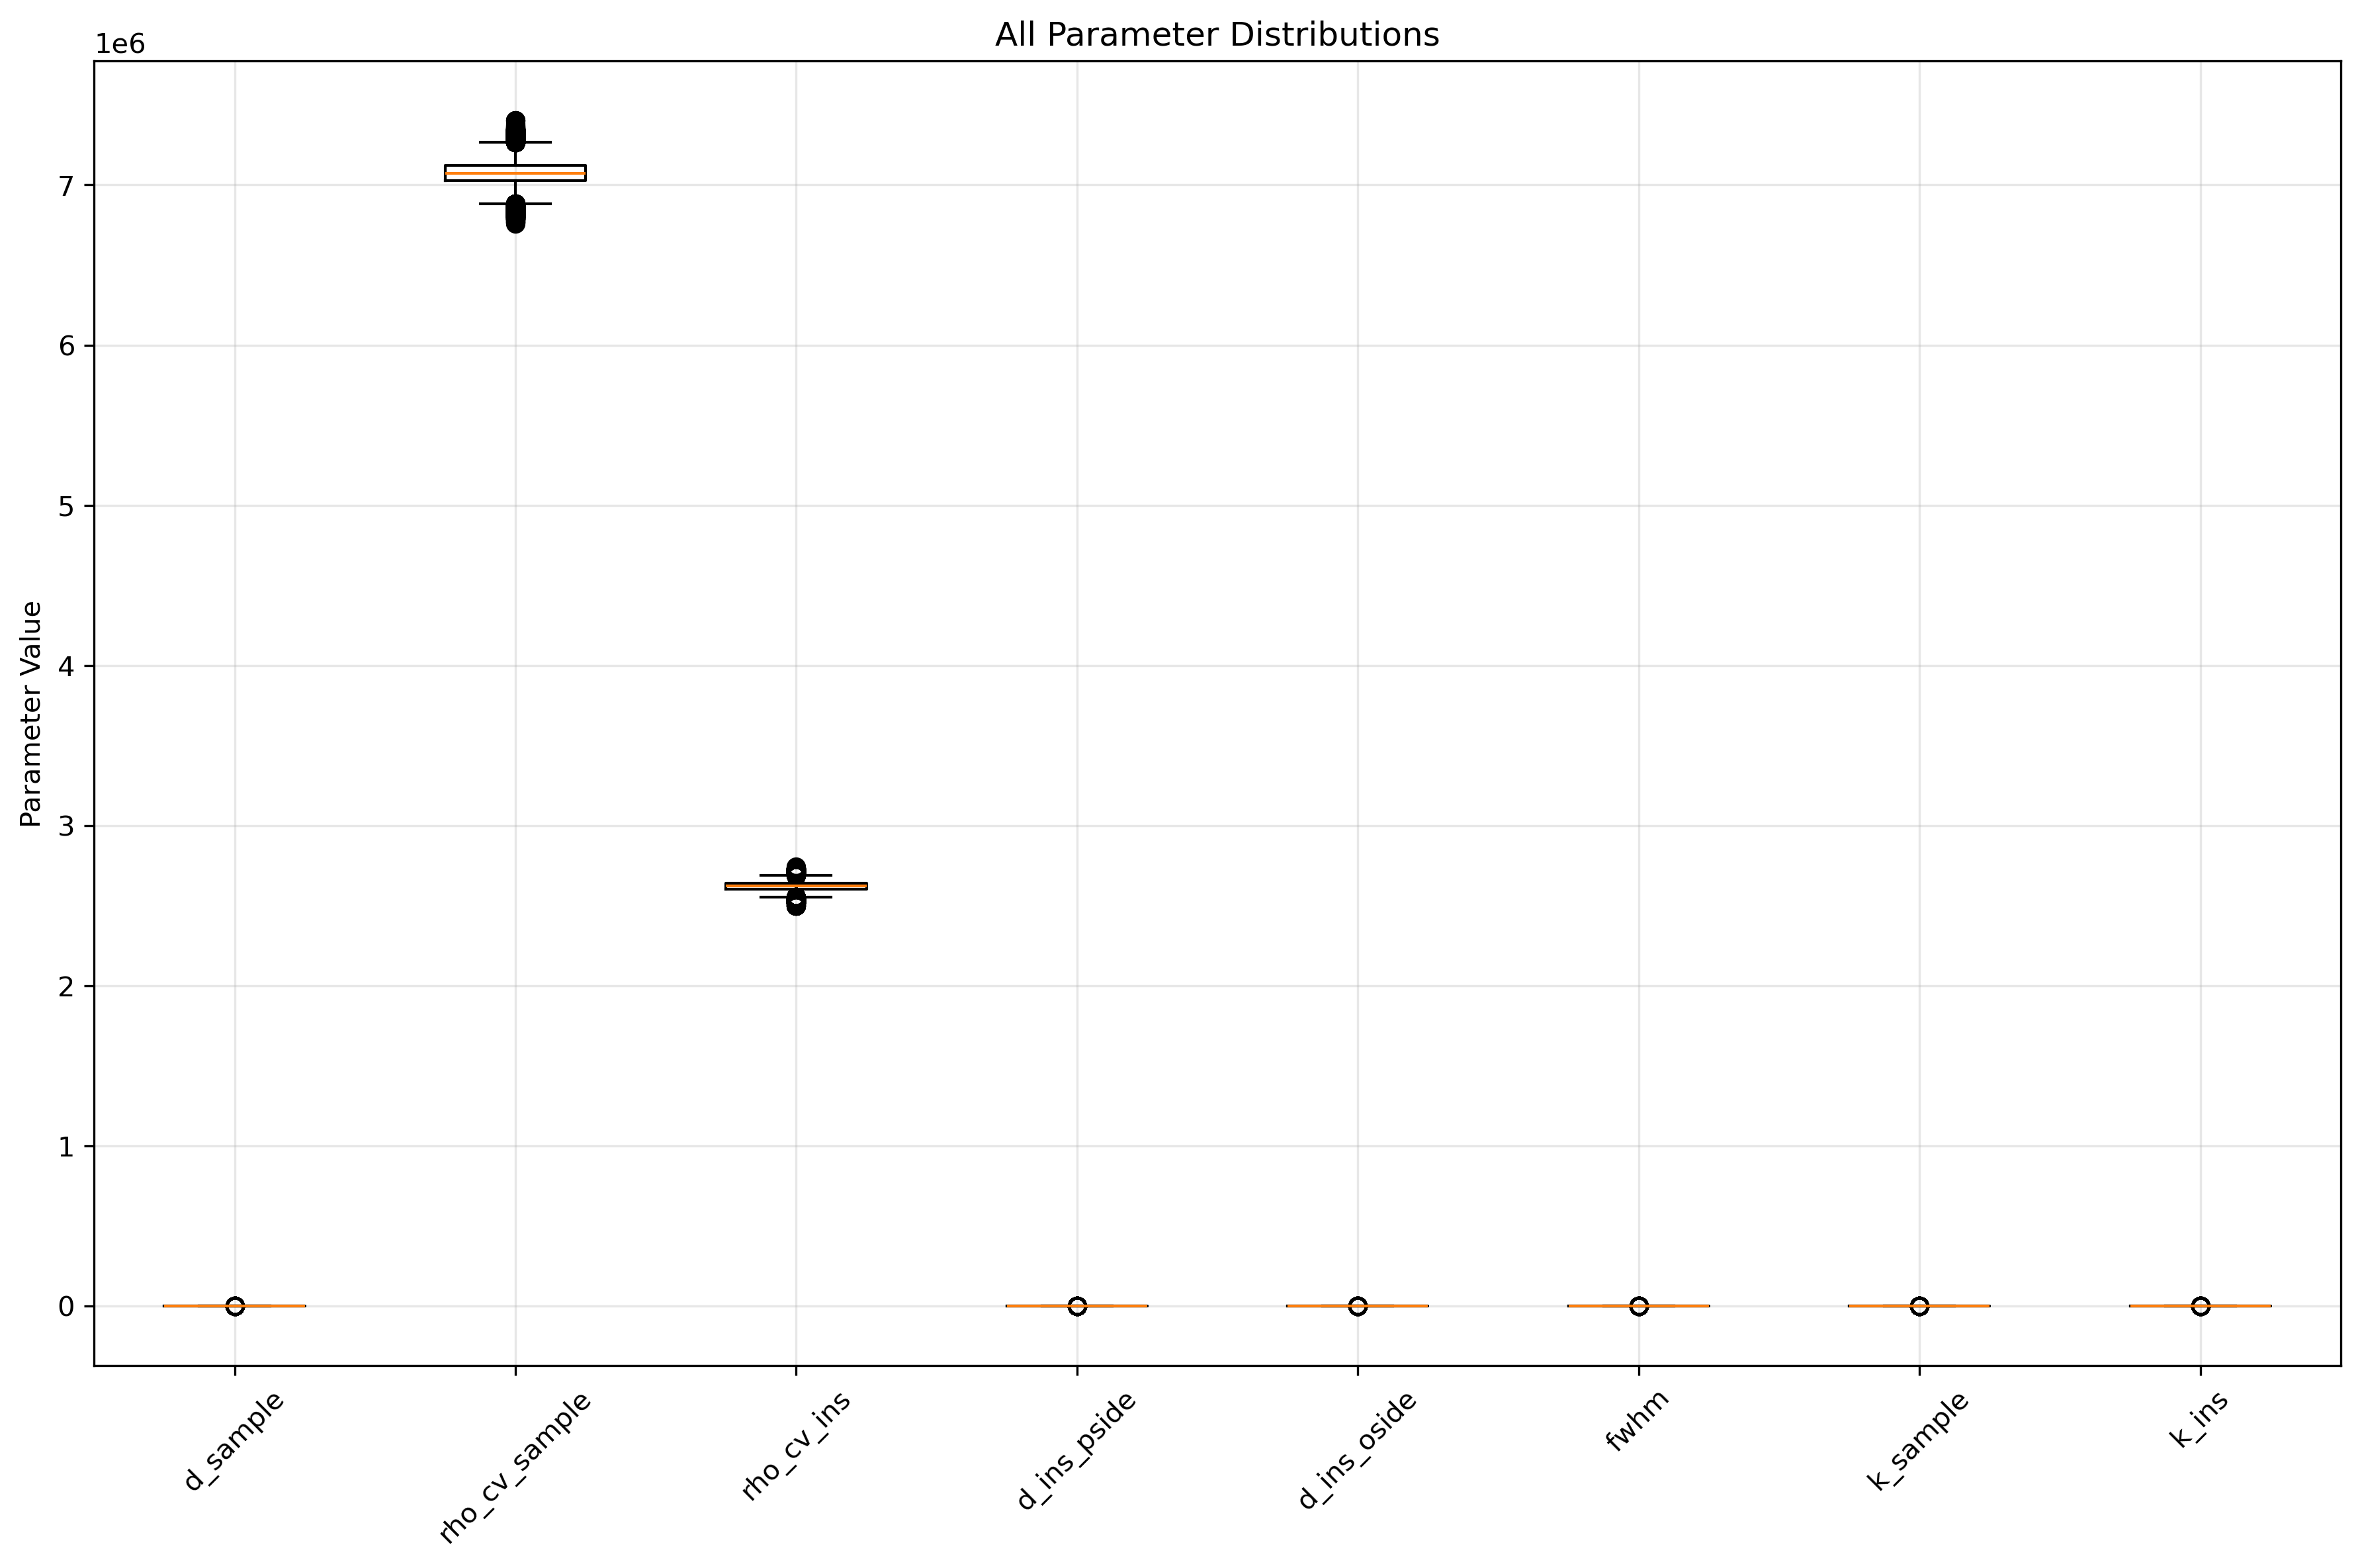 All Parameter Distributions
1e6
7
6
5
4
3
2
1
0
Parameter Value
d_sample
rho_cv_sample
rho_cv_ins
d_ins_pside
d_ins_oside
fwhm
k_sample
k_ins